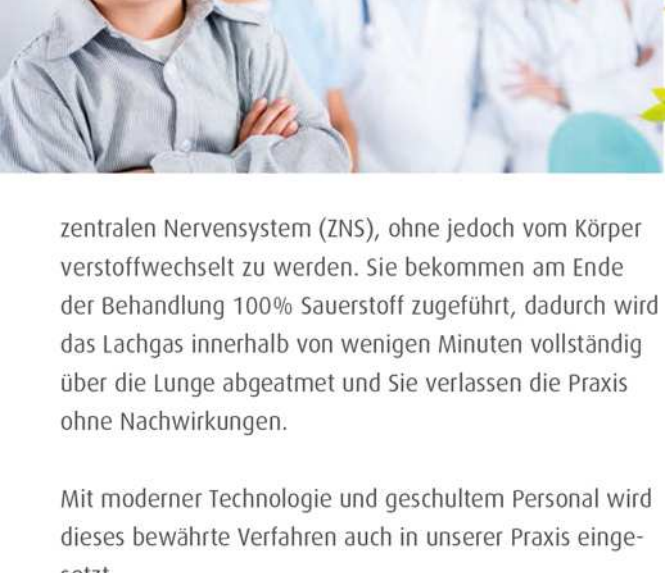 zentralen Nervensystem (ZNS), ohne jedoch vom Körper
verstoffwechselt zu werden. Sie bekommen am Ende
der Behandlung 100% Sauerstoff zugeführt, dadurch wird
das Lachgas innerhalb von wenigen Minuten vollständig
über die Lunge abgeatmet und Sie verlassen die Praxis
ohne Nachwirkungen.
Mit moderner Technologie und geschultem Personal wird
dieses bewährte Verfahren auch in unserer Praxis einge-
setzt